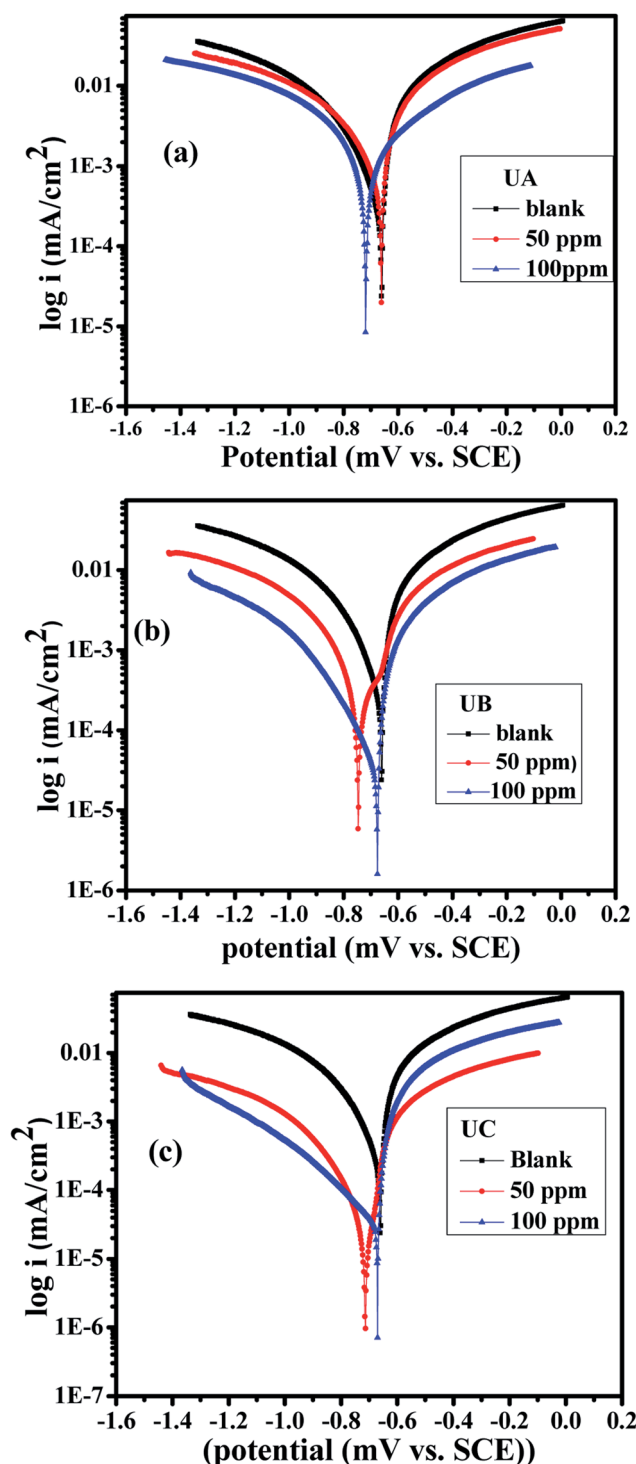 0.01
1E-3
1E-4
1E-5
1E-6
log i (mA/cm2)
(a)
UA
blank
50 ppm
100ppm
-1.6 -1.4 -1.2 -1.0 -0.8 -0.6 -0.4 -0.2 0.0 0.2
Potential (mV vs. SCE)
0.01
1E-3
1E-4
1E-5
1E-6
log i (mA/cm2)
(b)
UB
blank
50 ppm)
100 ppm
-1.6 -1.4 -1.2 -1.0 -0.8 -0.6 -0.4 -0.2 0.0 0.2
potential (mV vs. SCE)
0.01
1E-3
1E-4
1E-5
1E-6
1E-7
log i (mA/cm2)
(c)
UC
Blank
50 ppm
100 ppm
-1.6 -1.4 -1.2 -1.0 -0.8 -0.6 -0.4 -0.2 0.0 0.2
(potential (mV vs. SCE))